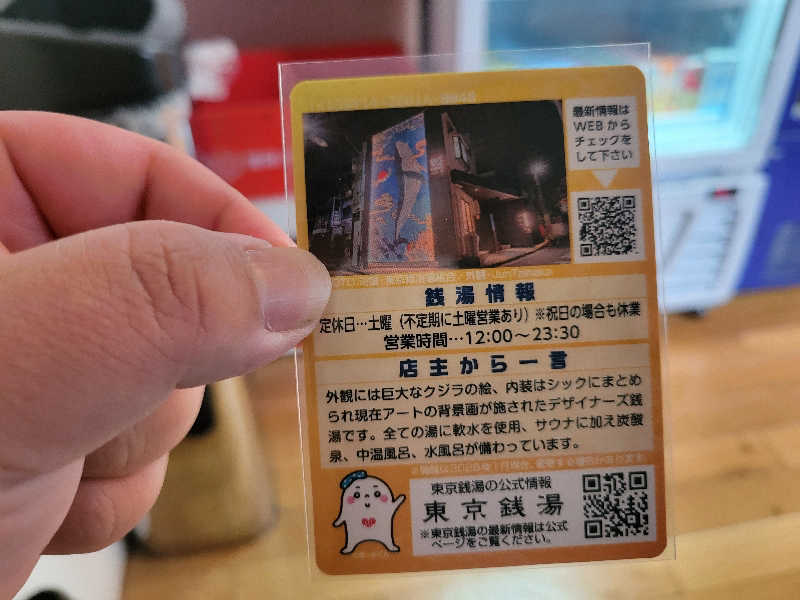 最新情報は
WEBから
チェックを
して下さい
銭湯情報
定休日…土曜（不定期に土曜営業あり）※祝日の場合も休業
営業時間…12:00～23:30
店主から一言
外観には巨大なクジラの絵、内装はシックにまとめ
られ現在アートの背景画が施されたデザイナーズ銭
湯です。全ての湯に軟水を使用、サウナに加え炭酸
泉、中温風呂、水風呂が備わっています。
東京銭湯の公式情報
東京銭湯
※東京銭湯の最新情報は公式
ページをご覧ください。